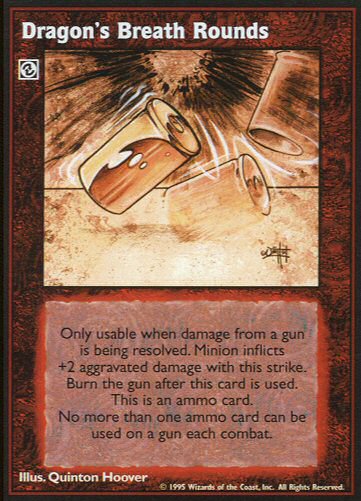 Dragon's Breath Rounds
Only usable when damage from a gun
is being resolved. Minion inflicts
+2 aggravated damage with this strike.
Burn the gun after this card is used.
This is an ammo card.
No more than one ammo card can be
used on a gun each combat.
Illus. Quinton Hoover
© 1995 Wizards of the Coast, Inc. All Rights Reserved.